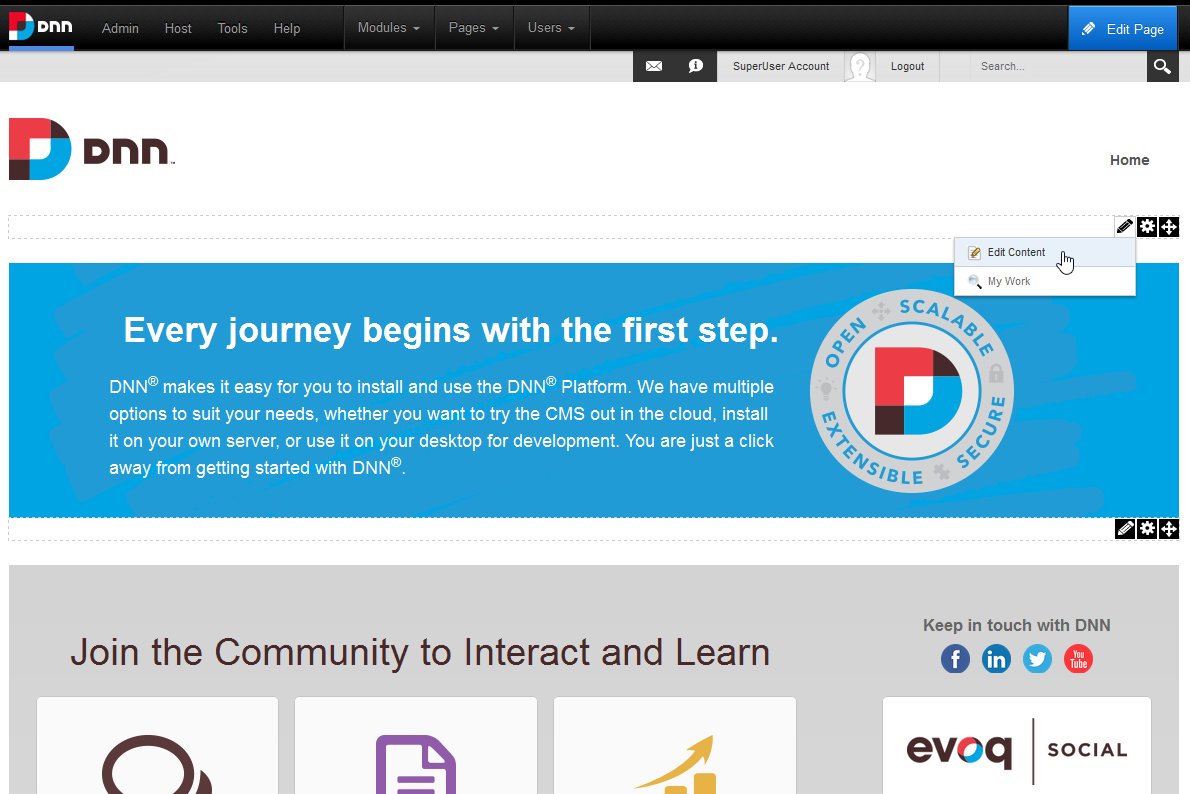 DNN Admin Host Tools Help Modules Pages Users Edit Page
SuperUser Account Logout Search...
DNN™
Home
Edit Content
My Work
Every journey begins with the first step.
DNN® makes it easy for you to install and use the DNN® Platform. We have multiple
options to suit your needs, whether you want to try the CMS out in the cloud, install
it on your own server, or use it on your desktop for development. You are just a click
away from getting started with DNN®.
OPEN
SCALABLE
SECURE
EXTENSIBLE
Keep in touch with DNN
f in You Tube
Join the Community to Interact and Learn
evoq SOCIAL